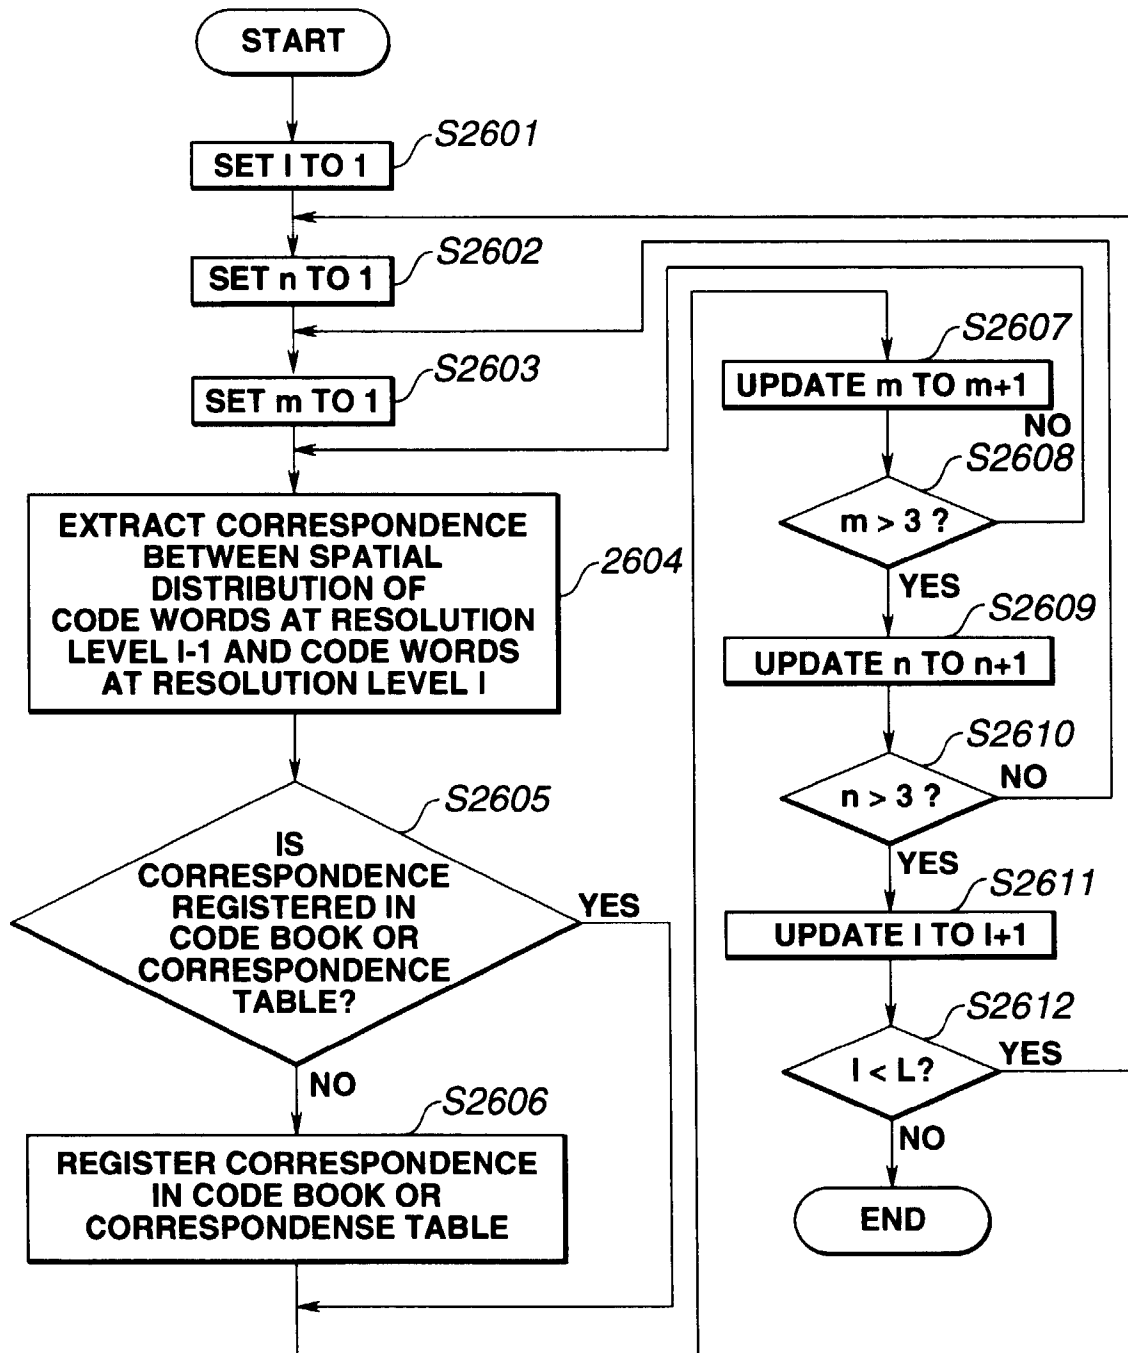 START
S2601
SET l TO 1
S2602
SET n TO 1
S2603
SET m TO 1
EXTRACT CORRESPONDENCE
BETWEEN SPATIAL
DISTRIBUTION OF
CODE WORDS AT RESOLUTION
LEVEL l-1 AND CODE WORDS
AT RESOLUTION LEVEL l
2604
S2605
IS
CORRESPONDENCE
REGISTERED IN
CODE BOOK OR
CORRESPONDENCE
TABLE?
YES
NO
S2606
REGISTER CORRESPONDENCE
IN CODE BOOK OR
CORRESPONDENSE TABLE
S2607
UPDATE m TO m+1
NO
S2608
m > 3 ?
YES
S2609
UPDATE n TO n+1
S2610
n > 3 ?
NO
YES
S2611
UPDATE l TO l+1
S2612
l < L?
YES
NO
END